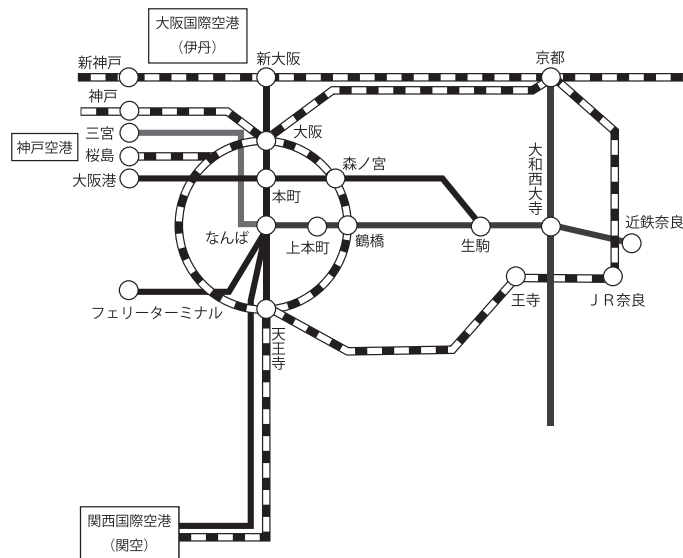 大阪国際空港
（伊丹）
新神戸
新大阪
京都
神戸
三宮
大阪
神戸空港
桜島
森ノ宮
大阪港
本町
大和西大寺
なんば
上本町
鶴橋
生駒
近鉄奈良
フェリーターミナル
王寺
ＪＲ奈良
天王寺
関西国際空港
（関空）